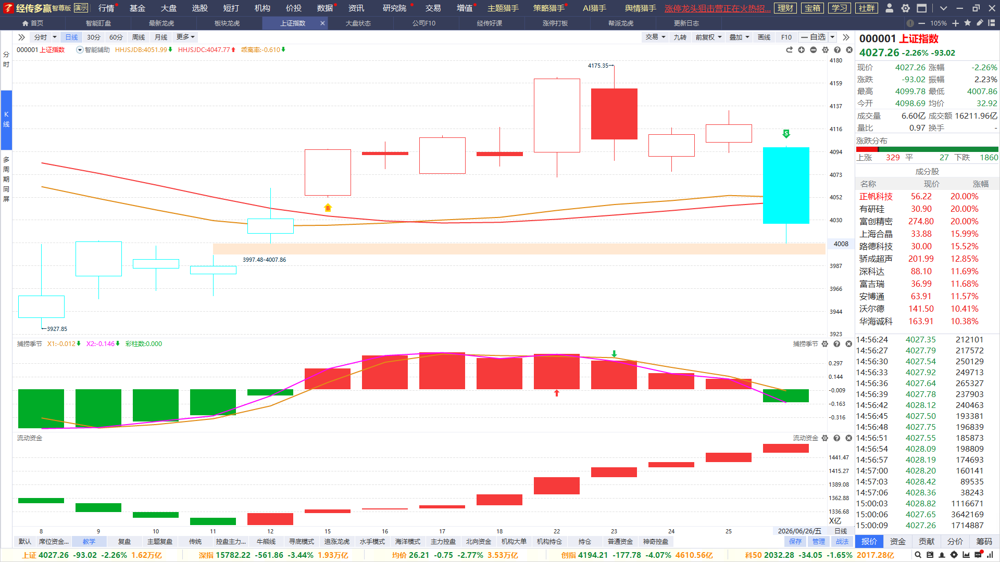 经传多赢 智尊版 演示 行情 基金 大盘 选股 短打 机构 价投 数据 资讯 研究院 交易 增值 主题猎手 策略猎手 AI猎手 舆情猎手 涨停龙头狙击营正在火热招... 理财 宝箱 学习 社群
首页 智能盯盘 最新龙虎 板块龙虎 上证指数 大盘状态 公司F10 经传好课 涨停打板 帮派龙虎 更新日志 105%
分时 日线 30分 60分 周线 月线 更多 交易 九转 前复权 叠加 画线 F10 自选
分时
K线
多周期同屏
000001 上证指数 智能辅助 HHJSJDB:4051.99 HHJSJDC:4047.77 乖离率:-0.610
4175.35
S
B
3997.48-4007.86
3927.85
4180
4159
4137
4116
4094
4073
4052
4030
4008
3987
3966
3944
3923
捕捞季节 X1:-0.012 X2:-0.146 彩柱数:0.000 捕捞季节
0.297
0.144
-0.009
-0.163
-0.316
流动资金 流动资金
1441.47
1415.27
1389.08
1362.88
1336.68
X亿
8 9 10 11 12 15 16 17 18 22 23 24 25 2026/06/26/五 日线
默认 席位资金... 教学 复盘 主题复盘 传统 控盘主力... 牛能线 寻底模式 追涨龙虎 水手模式 海洋模式 主力控盘 北向资金 机构大单 机构持仓 持仓 普通资金 神奇控盘 保存 管理 战法
000001 上证指数
4027.26 -2.26% -93.02
现价 4027.26 涨幅 -2.26%
涨跌 -93.02 振幅 2.23%
最高 4099.78 最低 4007.86
今开 4098.69 均价 32.92
成交量 6.60亿 成交额 16211.96亿
量比 0.97 换手 -
涨跌分布
上涨 329 平 27 下跌 1860
成分股
名称 现价 涨幅
正帆科技 56.22 20.00%
有研硅 30.90 20.00%
富创精密 274.80 20.00%
上海合晶 33.88 15.99%
路德科技 30.00 15.52%
骄成超声 201.99 12.85%
深科达 88.10 11.69%
富吉瑞 36.99 11.68%
安博通 63.91 11.57%
沃尔德 141.50 10.41%
华海诚科 163.91 10.38%
14:56:24 4027.35 212101
14:56:27 4027.79 217572
14:56:30 4027.54 250129
14:56:33 4027.92 249713
14:56:36 4027.64 265327
14:56:39 4027.78 237903
14:56:42 4028.12 240463
14:56:45 4027.50 193381
14:56:48 4027.75 196839
14:56:51 4027.55 185873
14:56:54 4028.09 198809
14:56:57 4028.19 174693
14:57:00 4028.20 160141
14:57:03 4028.42 89535
14:57:06 4028.36 38243
15:00:03 4028.82 1116671
15:00:06 4027.65 3642169
15:00:09 4027.26 1714887
报价 资金 贡献 分价 筹码
上证 4027.26 -93.02 -2.26% 1.62万亿 深指 15782.22 -561.86 -3.44% 1.93万亿 均价 26.21 -0.75 -2.77% 3.53万亿 创指 4194.21 -177.78 -4.07% 4610.56亿 科50 2032.28 -34.05 -1.65% 2017.28亿